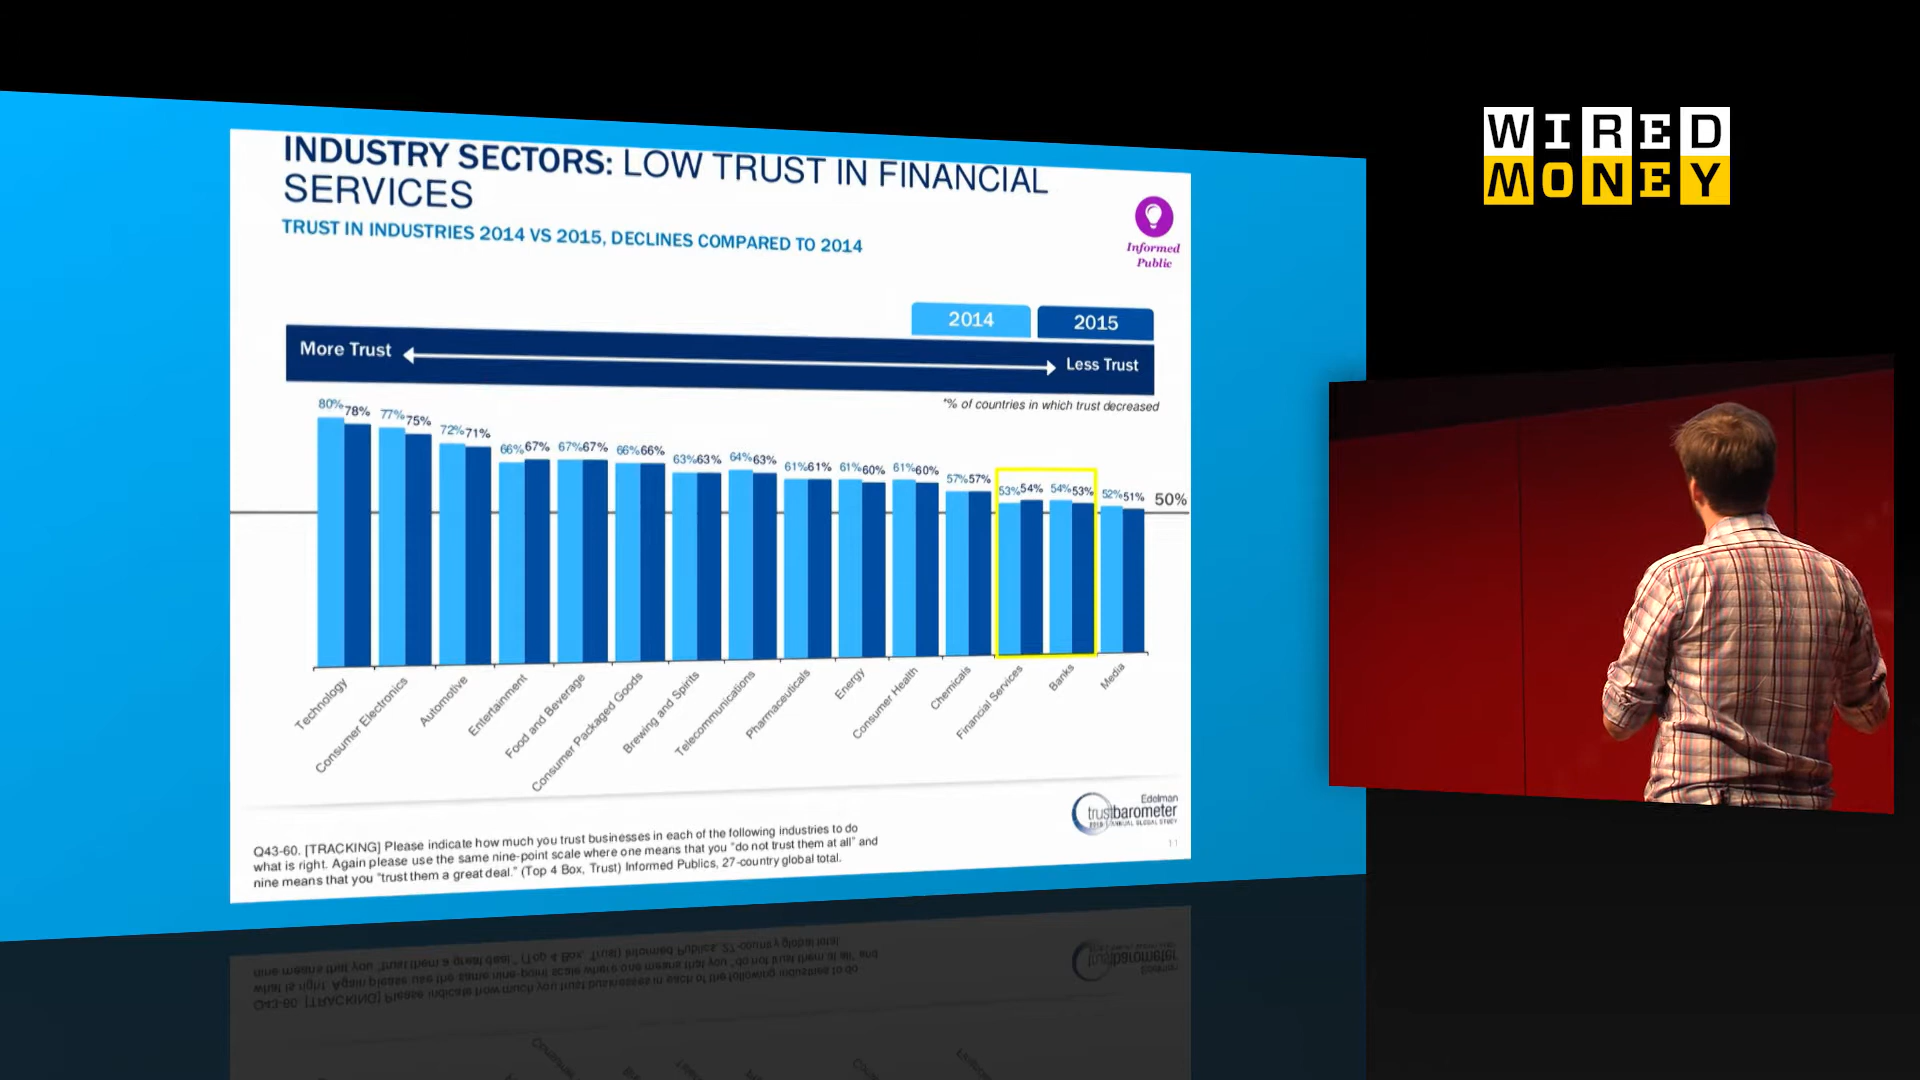 WIRED
MONEY
INDUSTRY SECTORS: LOW TRUST IN FINANCIAL
SERVICES
TRUST IN INDUSTRIES 2014 VS 2015, DECLINES COMPARED TO 2014
Informed
Public
2014
2015
More Trust
Less Trust
*% of countries in which trust decreased
80% 78% 77% 75% 72% 71% 66% 67% 67% 67% 66% 66% 63% 63% 64% 63% 61% 61% 61% 60% 61% 60% 57% 57% 53% 54% 54% 53% 52% 51%
50%
Technology
Consumer Electronics
Automotive
Entertainment
Food and Beverage
Consumer Packaged Goods
Brewing and Spirits
Telecommunications
Pharmaceuticals
Energy
Consumer Health
Chemicals
Financial Services
Banks
Media
Edelman
trustbarometer
2015 ANNUAL GLOBAL STUDY
11
Q43-60. [TRACKING] Please indicate how much you trust businesses in each of the following industries to do
what is right. Again please use the same nine-point scale where one means that you "do not trust them at all" and
nine means that you "trust them a great deal." (Top 4 Box, Trust) Informed Publics, 27-country global total.